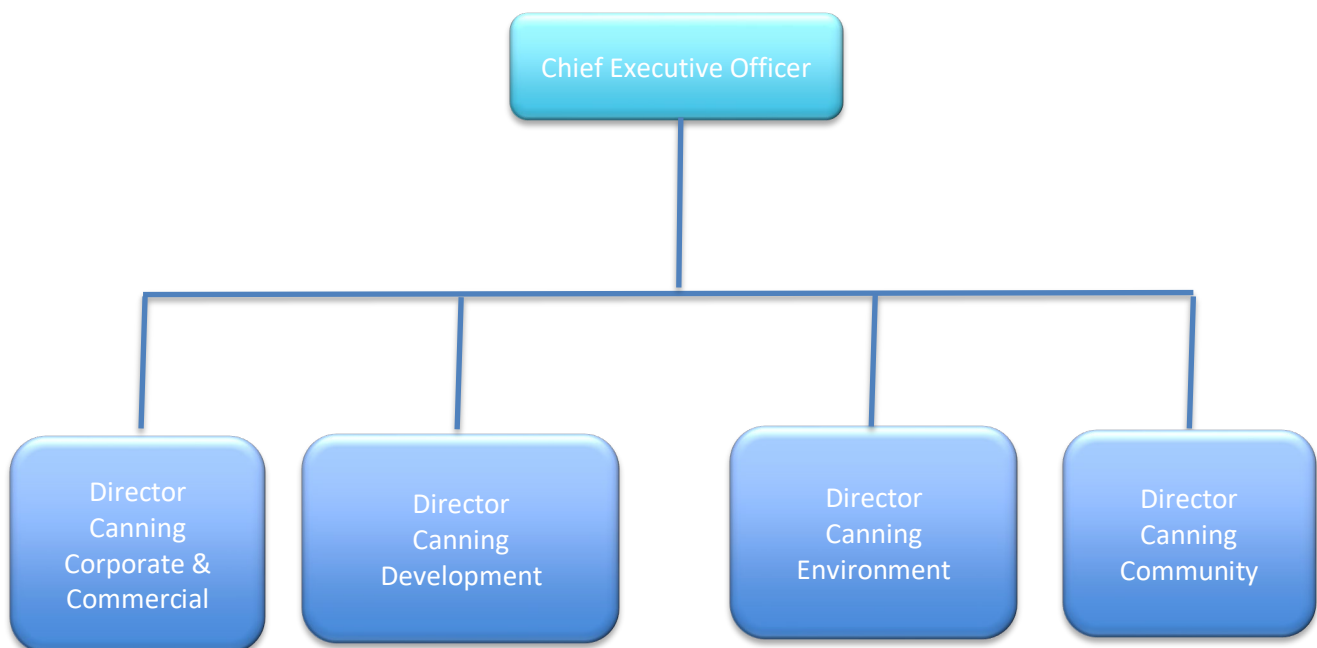 Chief Executive Officer
Director
Canning
Corporate &
Commercial
Director
Canning
Development
Director
Canning
Environment
Director
Canning
Community